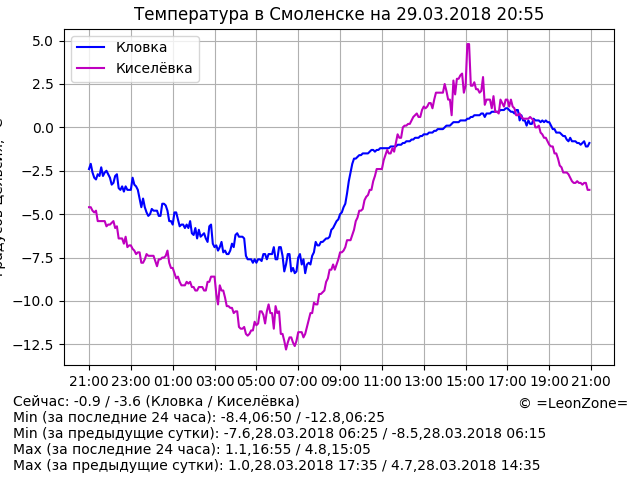 Температура в Смоленске на 29.03.2018 20:55
Кловка
Киселёвка
5.0
2.5
0.0
−2.5
−5.0
−7.5
−10.0
−12.5
21:00 23:00 01:00 03:00 05:00 07:00 09:00 11:00 13:00 15:00 17:00 19:00 21:00
Сейчас: -0.9 / -3.6 (Кловка / Киселёвка)
© =LeonZone=
Min (за последние 24 часа): -8.4,06:50 / -12.8,06:25
Min (за предыдущие сутки): -7.6,28.03.2018 06:25 / -8.5,28.03.2018 06:15
Max (за последние 24 часа): 1.1,16:55 / 4.8,15:05
Max (за предыдущие сутки): 1.0,28.03.2018 17:35 / 4.7,28.03.2018 14:35